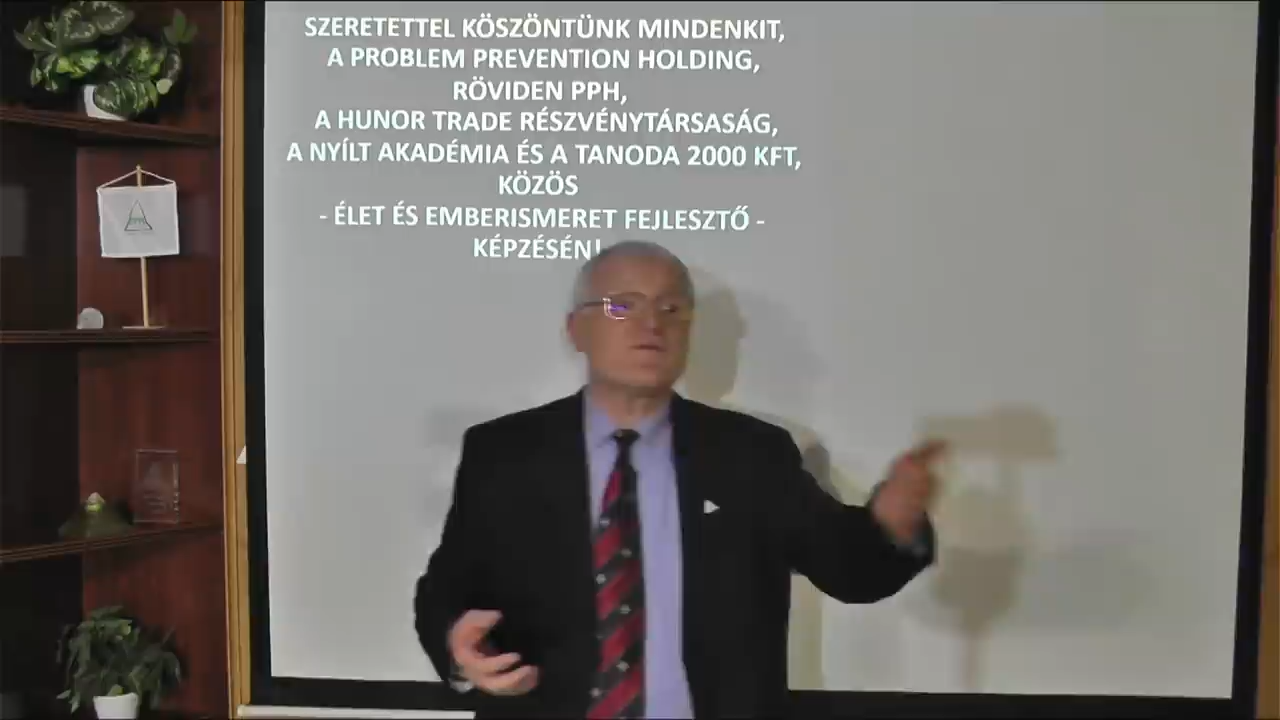 SZERETETTEL KÖSZÖNTÜNK MINDENKIT,
A PROBLEM PREVENTION HOLDING,
RÖVIDEN PPH,
A HUNOR TRADE RÉSZVÉNYTÁRSASÁG,
A NYÍLT AKADÉMIA ÉS A TANODA 2000 KFT,
KÖZÖS
- ÉLET ÉS EMBERISMERET FEJLESZTŐ -
KÉPZÉSÉN!